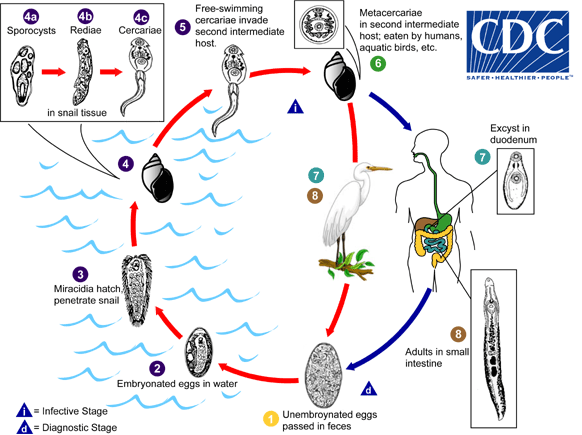 4a
4b
4c
Sporocysts
Rediae
Cercariae
in snail tissue
5
Free-swimming
cercariae invade
second intermediate
host.
Metacercariae
in second intermediate
host; eaten by humans,
aquatic birds, etc.
6
CDC
SAFER • HEALTHIER • PEOPLE™
i
4
7
8
Excyst in
duodenum
7
3
Miracidia hatch,
penetrate snail
8
Adults in small
intestine
2
Embryonated eggs in water
d
1
Unembroynated eggs
passed in feces
i = Infective Stage
d = Diagnostic Stage